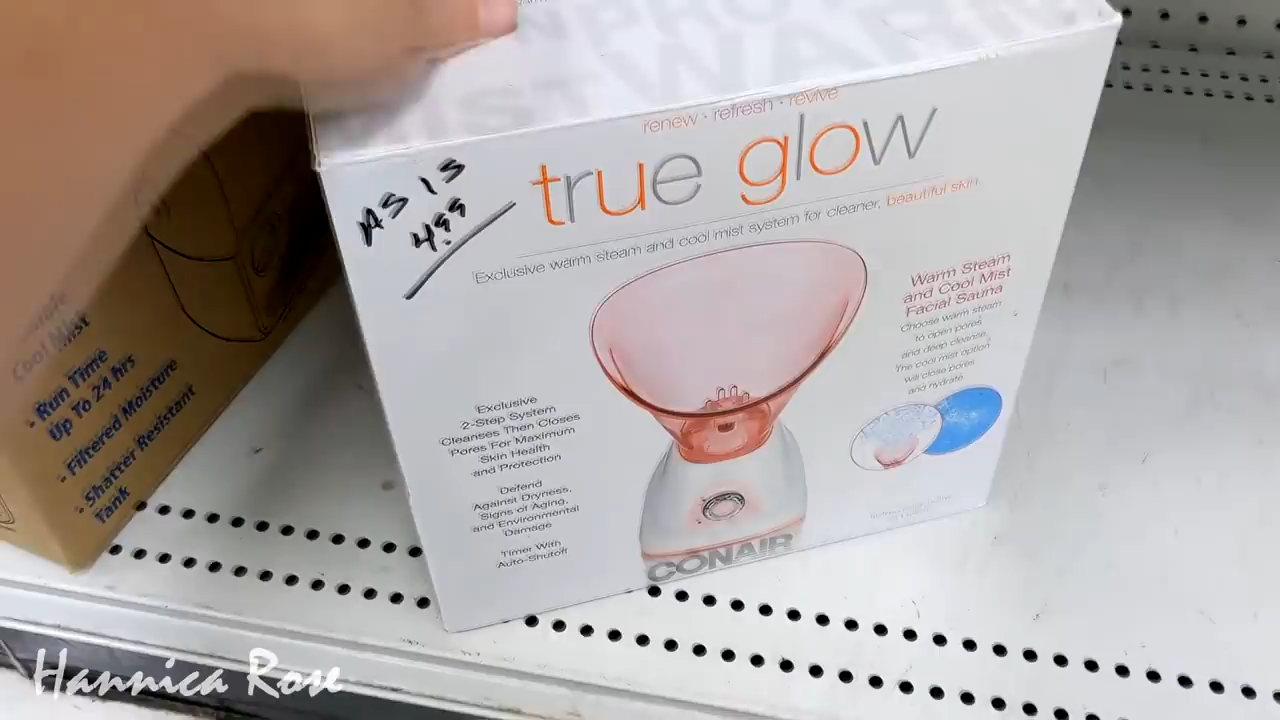 renew · refresh · revive
true glow
Exclusive warm steam and cool mist system for cleaner, beautiful skin
AS IS
4.99
Warm Steam
and Cool Mist
Facial Sauna
Choose warm steam
to open pores
and deep cleanse.
The cool mist option
will close pores
and hydrate
Exclusive
2-Step System
Cleanses Then Closes
Pores For Maximum
Skin Health
and Protection
Defend
Against Dryness,
Signs of Aging,
and Environmental
Damage
Timer With
Auto-Shutoff
CONAIR
Cool Mist
• Run Time
Up To 24 hrs
• Filtered Moisture
• Shatter Resistant
Tank
Hannica Rose